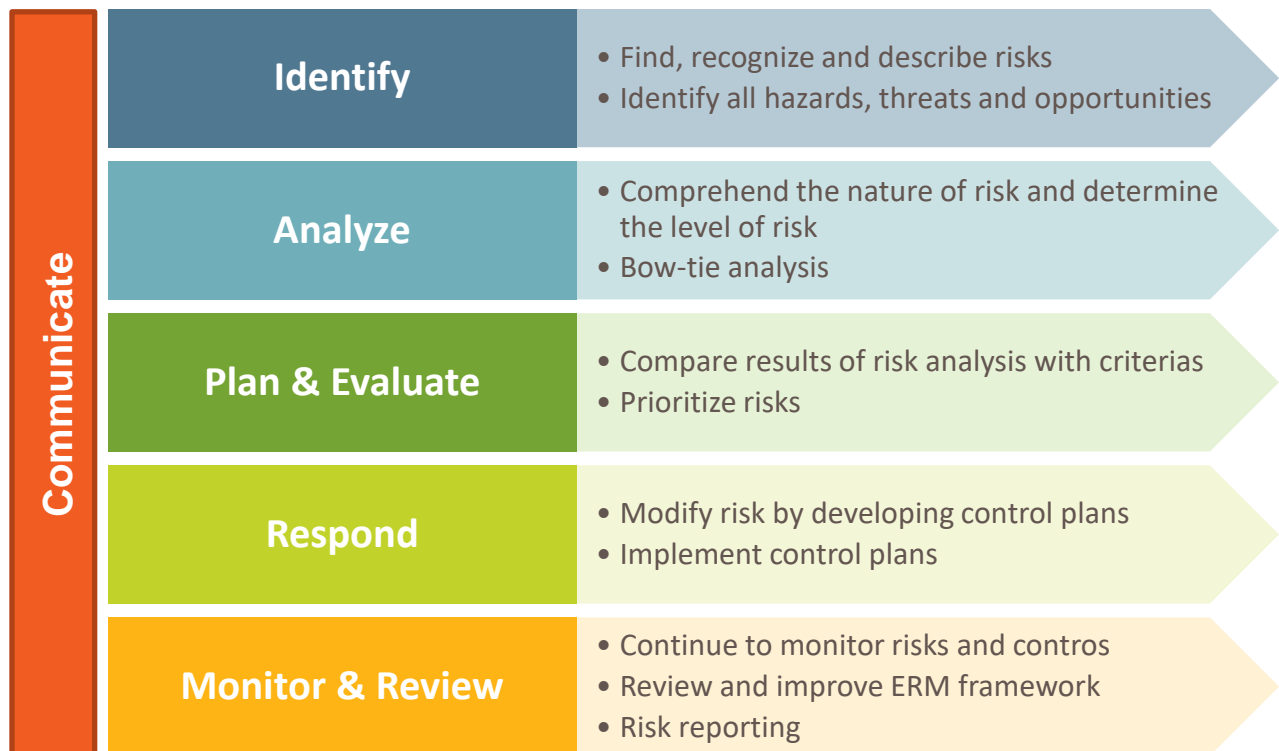 Communicate
Identify
• Find, recognize and describe risks
• Identify all hazards, threats and opportunities
Analyze
• Comprehend the nature of risk and determine
the level of risk
• Bow-tie analysis
Plan & Evaluate
• Compare results of risk analysis with criterias
• Prioritize risks
Respond
• Modify risk by developing control plans
• Implement control plans
Monitor & Review
• Continue to monitor risks and contros
• Review and improve ERM framework
• Risk reporting